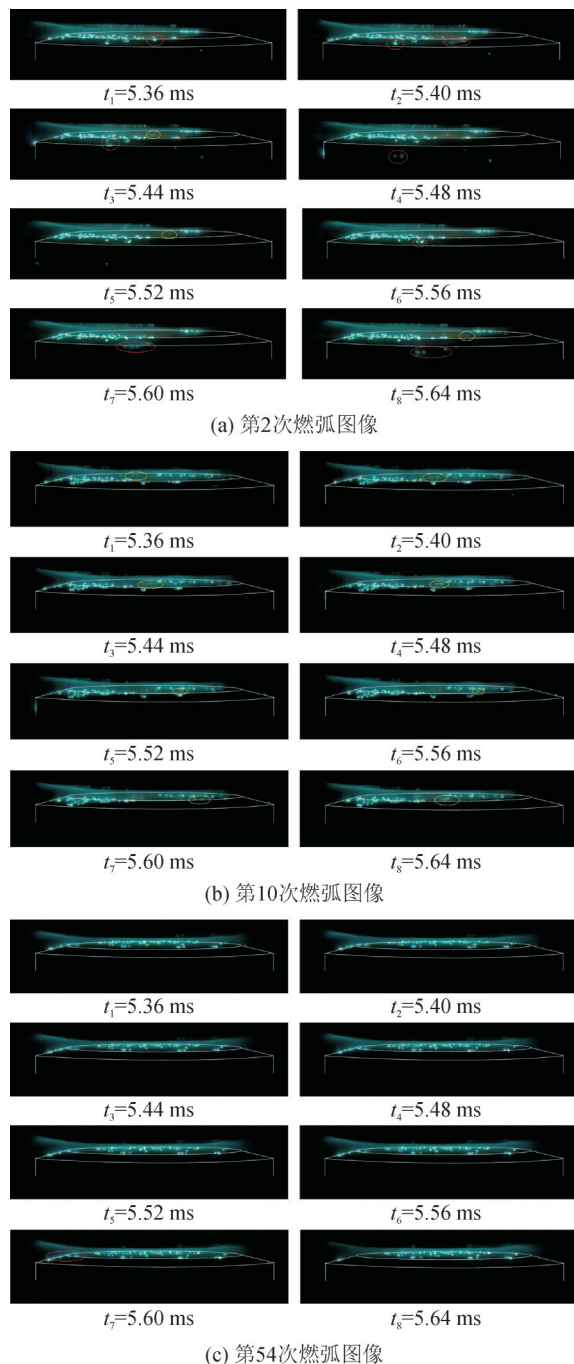 t₁=5.36 ms t₂=5.40 ms
t₃=5.44 ms t₄=5.48 ms
t₅=5.52 ms t₆=5.56 ms
t₇=5.60 ms t₈=5.64 ms
(a) 第2次燃弧图像
t₁=5.36 ms t₂=5.40 ms
t₃=5.44 ms t₄=5.48 ms
t₅=5.52 ms t₆=5.56 ms
t₇=5.60 ms t₈=5.64 ms
(b) 第10次燃弧图像
t₁=5.36 ms t₂=5.40 ms
t₃=5.44 ms t₄=5.48 ms
t₅=5.52 ms t₆=5.56 ms
t₇=5.60 ms t₈=5.64 ms
(c) 第54次燃弧图像